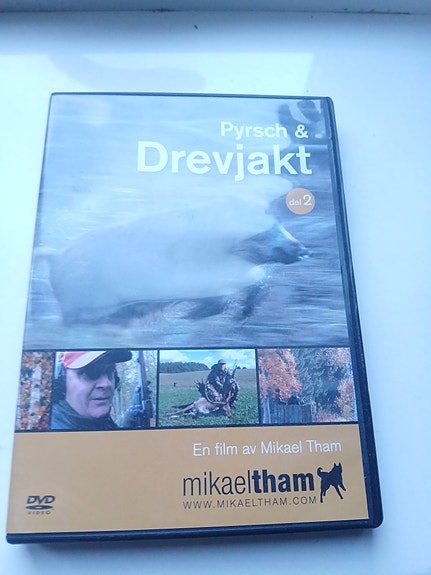 Pyrsch &
Drevjakt
del 2
En film av Mikael Tham
mikaeltham
WWW.MIKAELTHAM.COM
DVD
VIDEO